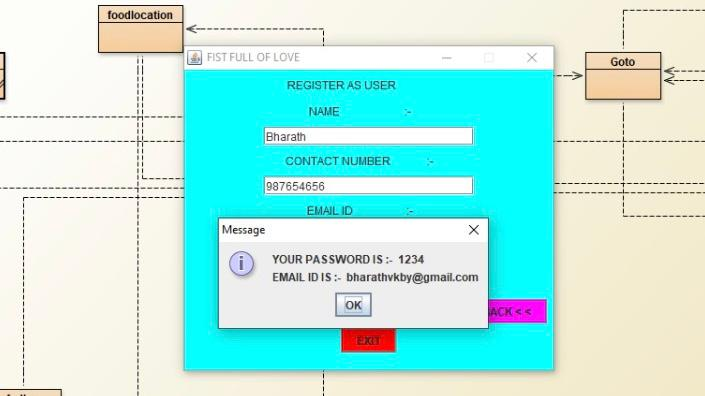 foodlocation
FIST FULL OF LOVE
Goto
REGISTER AS USER
NAME :-
Bharath
CONTACT NUMBER :-
987654656
EMAIL ID :-
Message
YOUR PASSWORD IS :- 1234
EMAIL ID IS :- bharathvkby@gmail.com
OK
BACK < <
EXIT